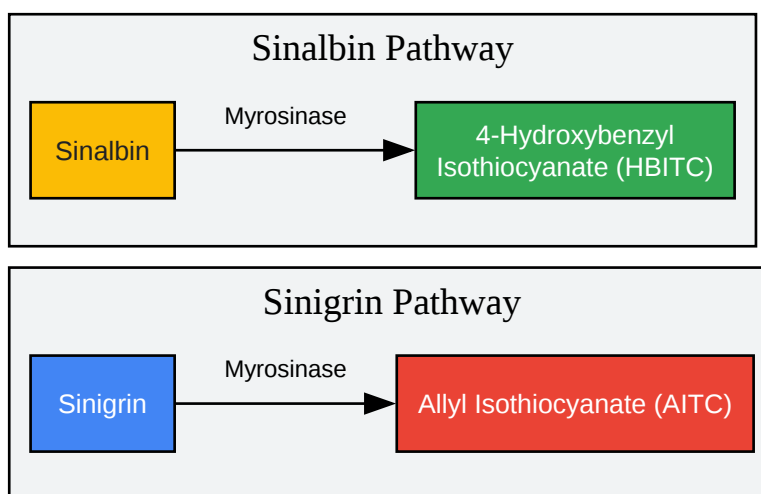 Sinalbin Pathway
Myrosinase
Sinalbin
4-Hydroxybenzyl
Isothiocyanate (HBITC)
Sinigrin Pathway
Myrosinase
Sinigrin
Allyl Isothiocyanate (AITC)